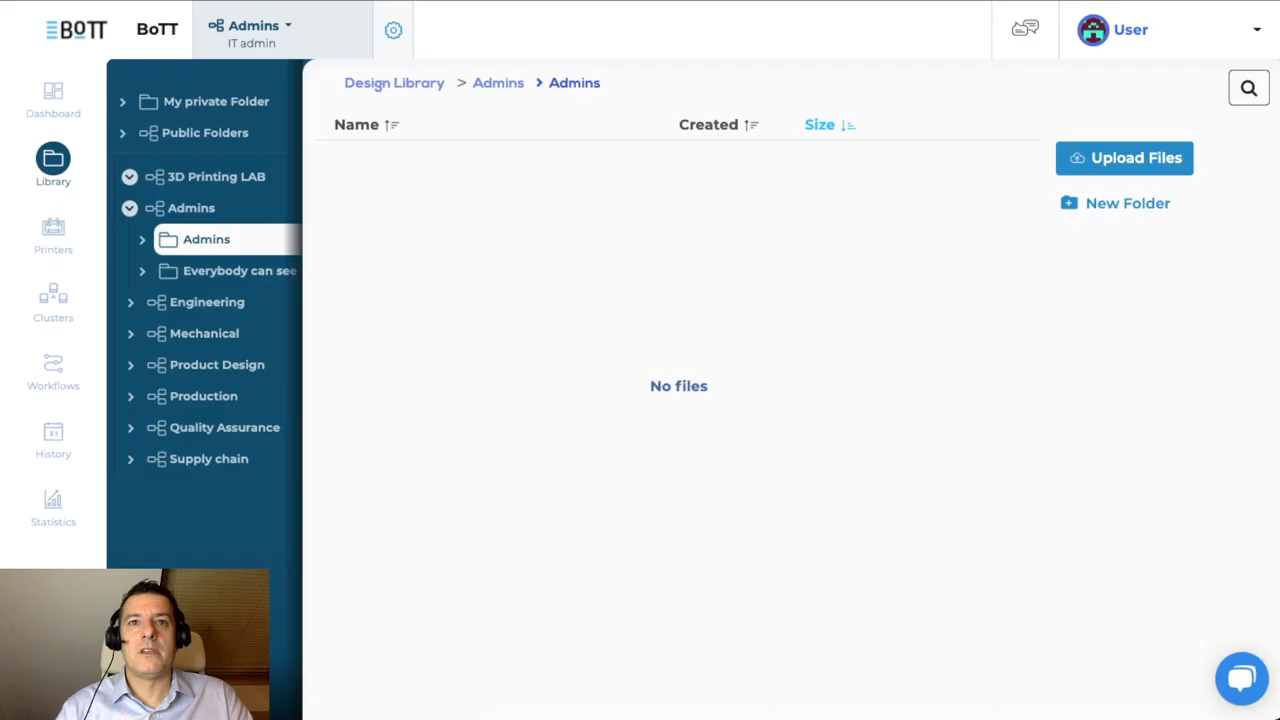 BOTT
BoTT
Admins
IT admin
User
Dashboard
Library
Printers
Clusters
Workflows
History
31
Statistics
My private Folder
Public Folders
3D Printing LAB
Admins
Admins
Everybody can see
Engineering
Mechanical
Product Design
Production
Quality Assurance
Supply chain
Design Library > Admins > Admins
Name Created Size
No files
Upload Files
New Folder